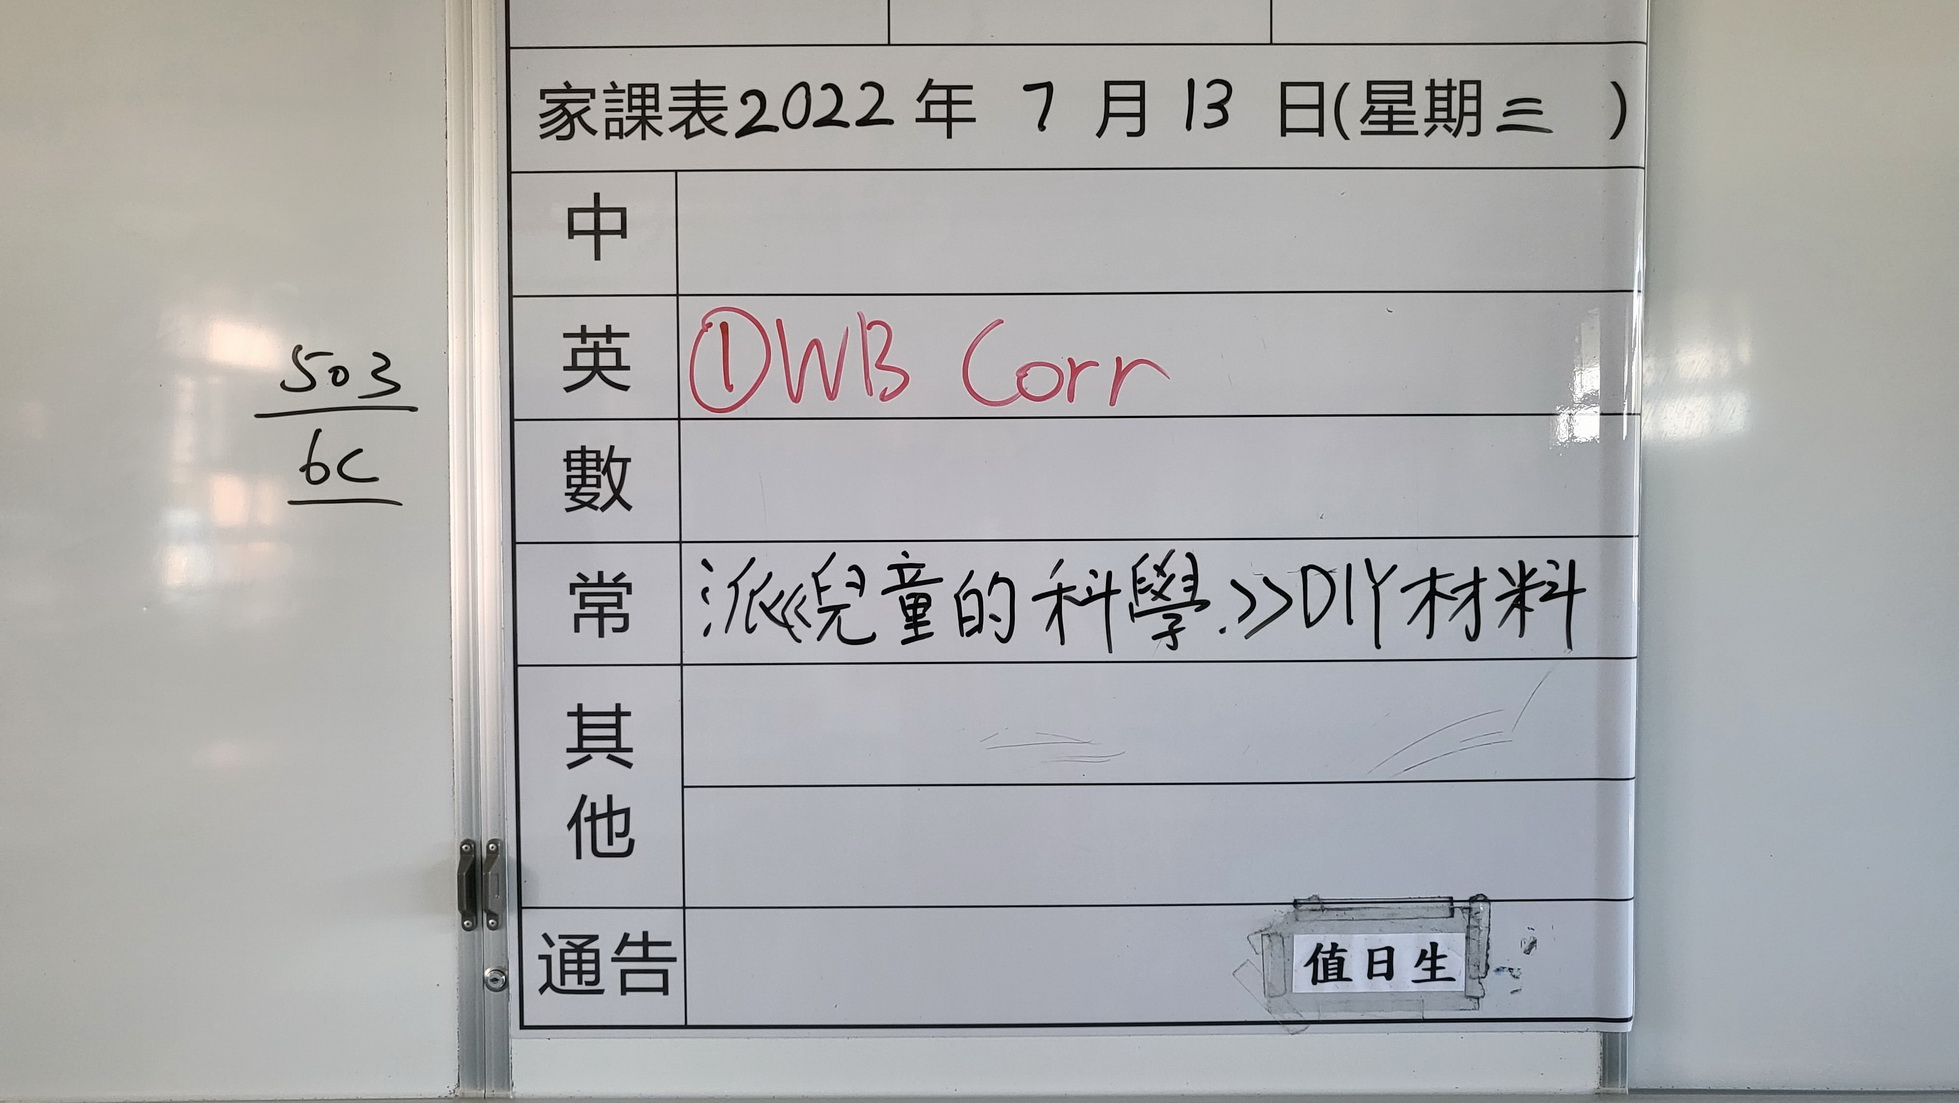 家課表2022年 7 月 13 日(星期三 )
503
6C
中
英 ①WB Corr
數
常 派《兒童的科學》DIY材料
其他
通告 值日生